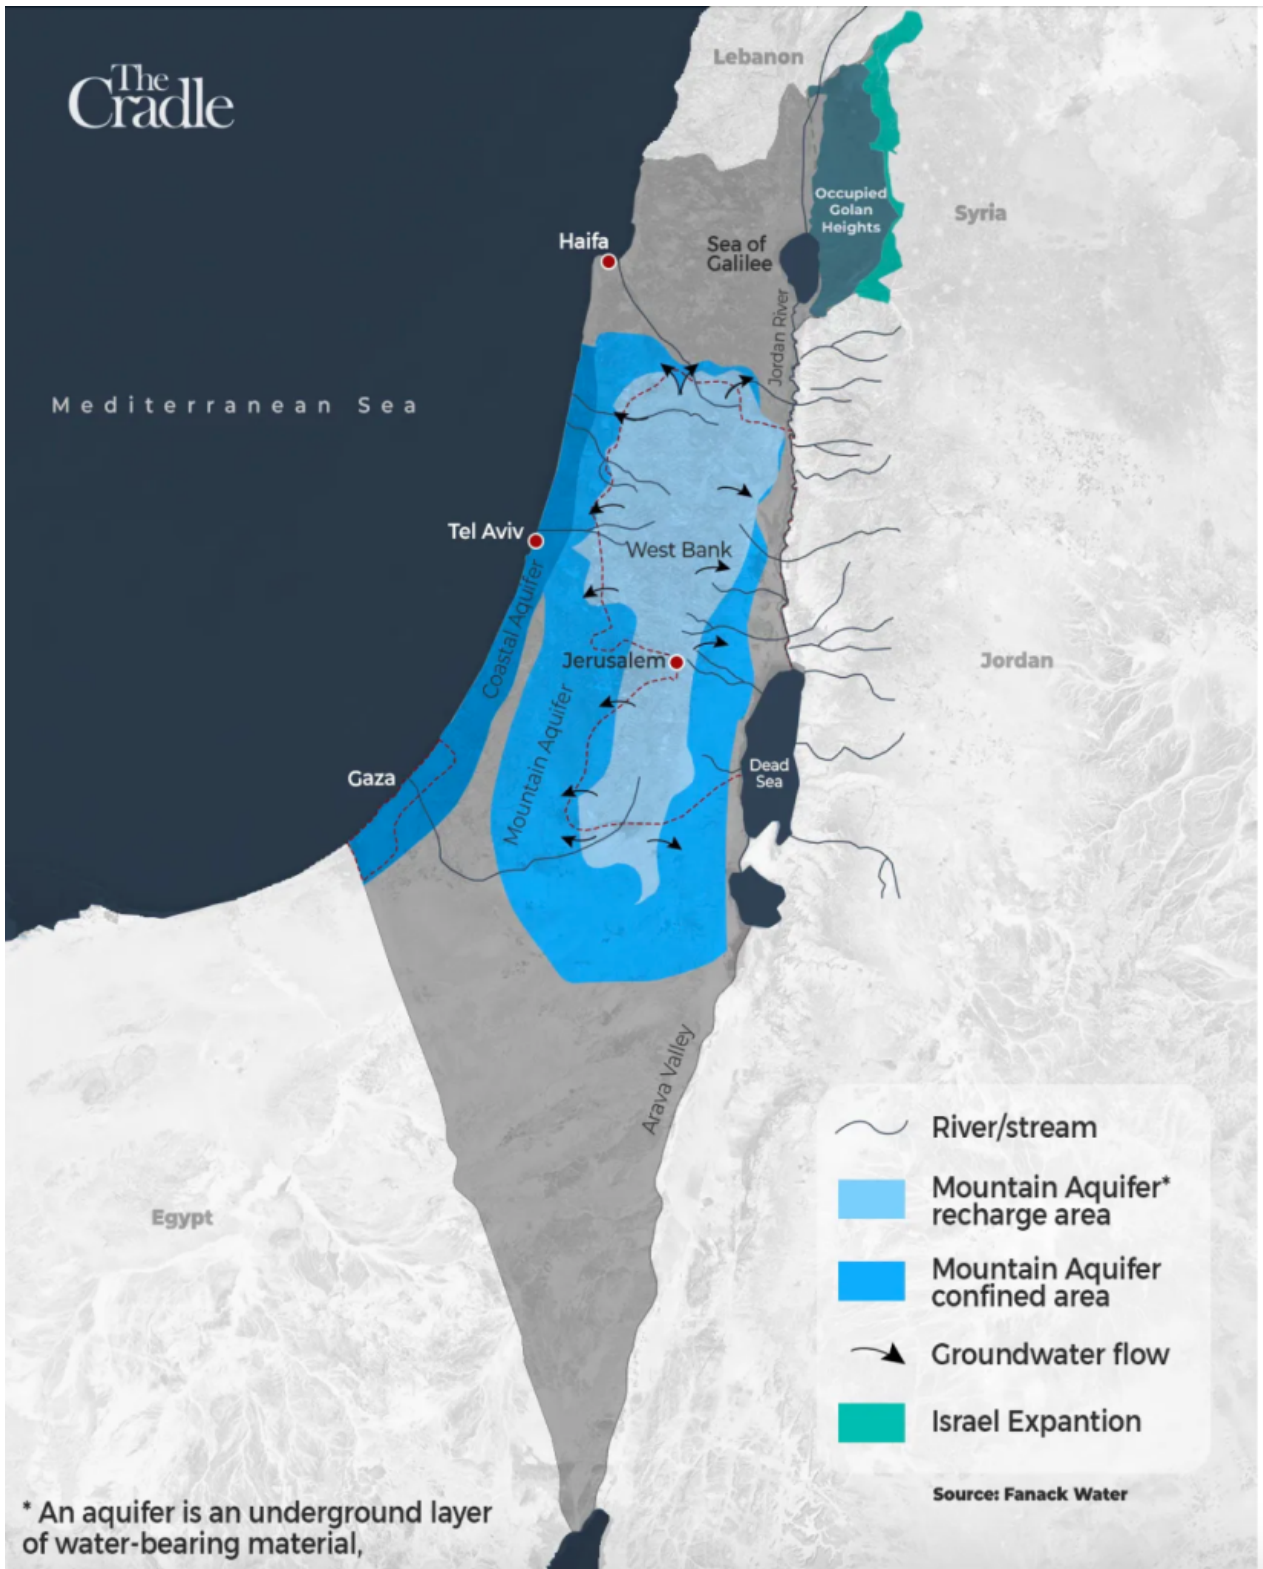 The
Cradle
Lebanon
Syria
Occupied
Golan
Heights
Haifa
Sea of
Galilee
Jordan River
Mediterranean Sea
Tel Aviv
West Bank
Coastal Aquifer
Jerusalem
Jordan
Mountain Aquifer
Gaza
Dead
Sea
Arava Valley
Egypt
River/stream
Mountain Aquifer*
recharge area
Mountain Aquifer
confined area
Groundwater flow
Israel Expantion
Source: Fanack Water
* An aquifer is an underground layer
of water-bearing material,